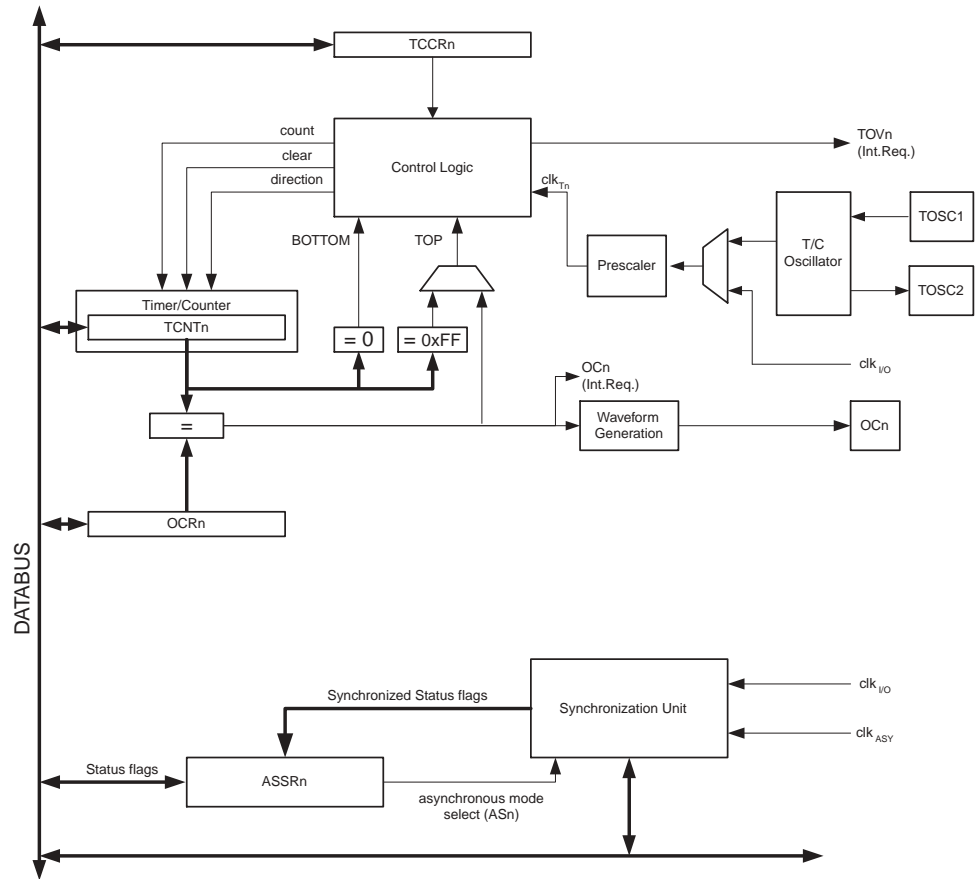 TCCRn
count
clear
direction
Control Logic
TOVn
(Int.Req.)
clkTn
BOTTOM
TOP
Prescaler
T/C
Oscillator
TOSC1
TOSC2
Timer/Counter
TCNTn
= 0
= 0xFF
OCn
(Int.Req.)
clkI/O
=
Waveform
Generation
OCn
OCRn
DATABUS
Synchronized Status flags
Synchronization Unit
clkI/O
clkASY
Status flags
ASSRn
asynchronous mode
select (ASn)